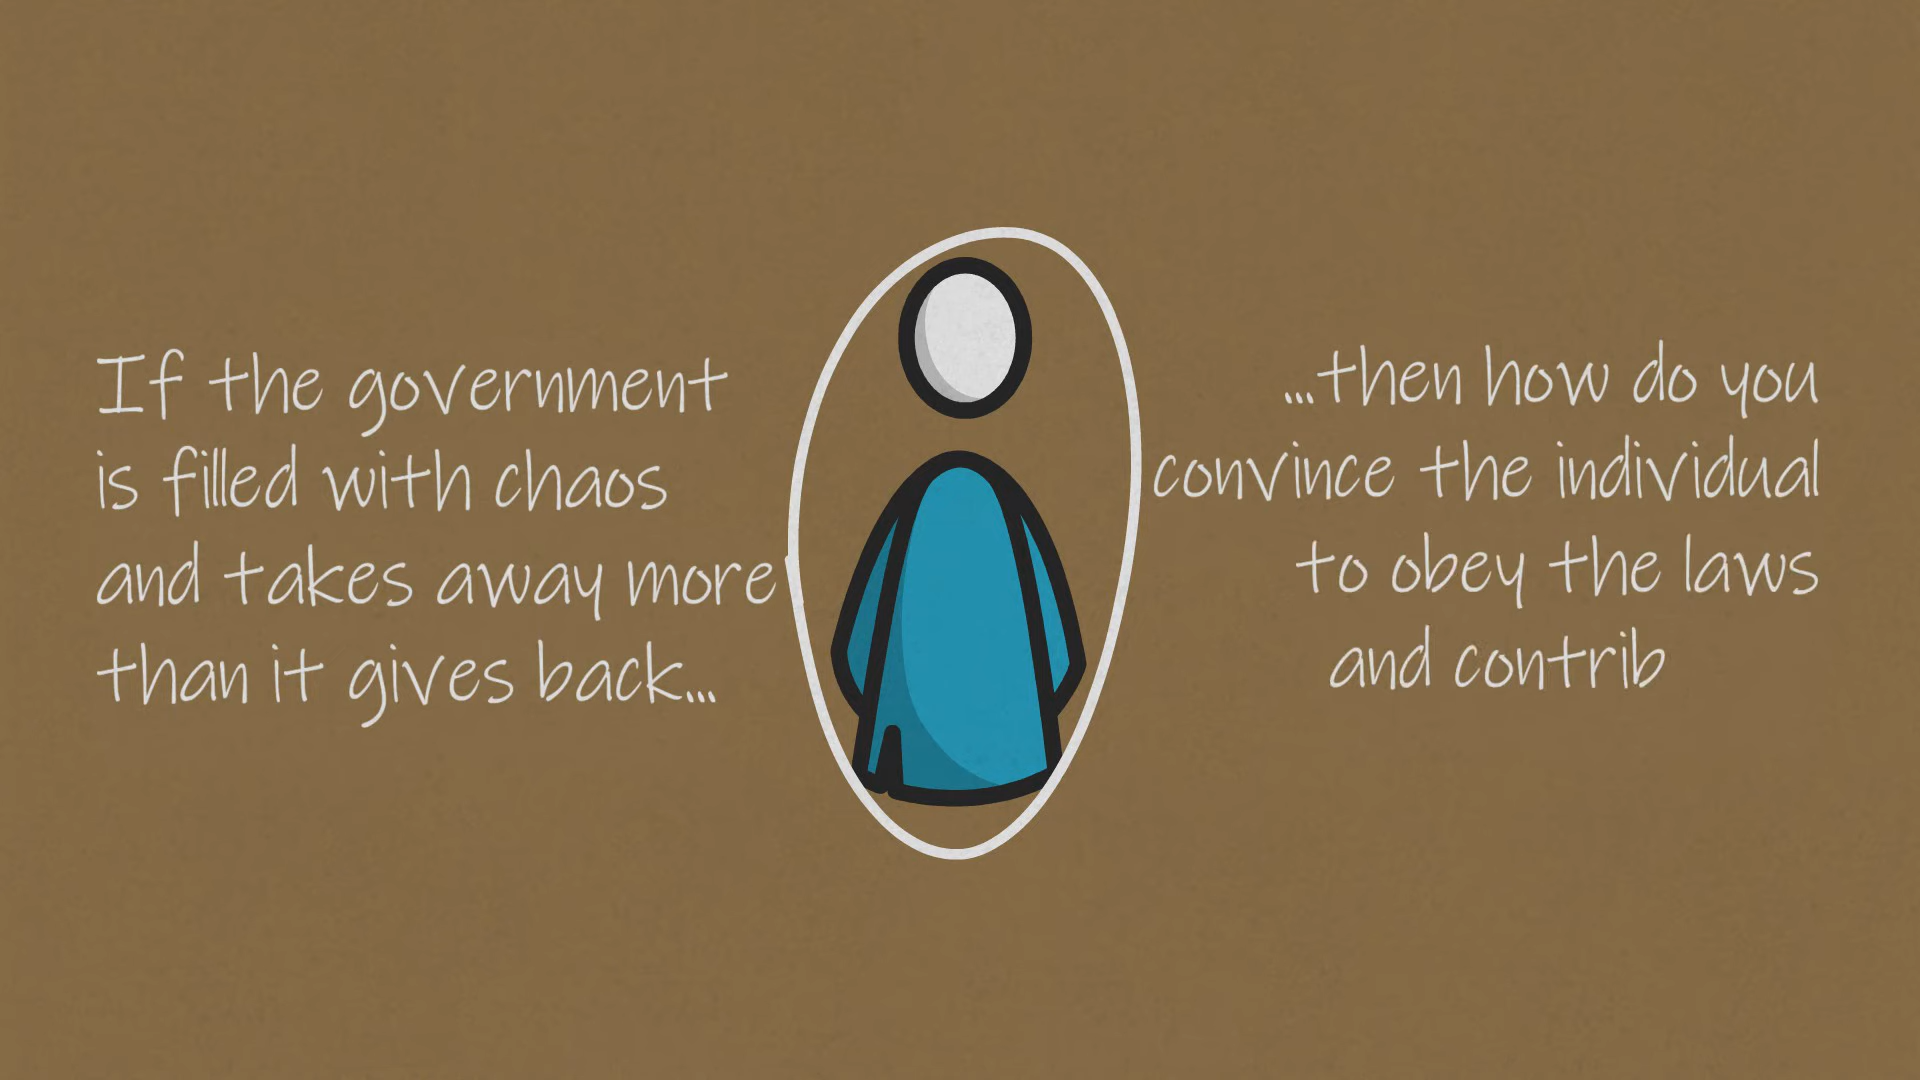 If the government
is filled with chaos
and takes away more
than it gives back...
...then how do you
convince the individual
to obey the laws
and contrib